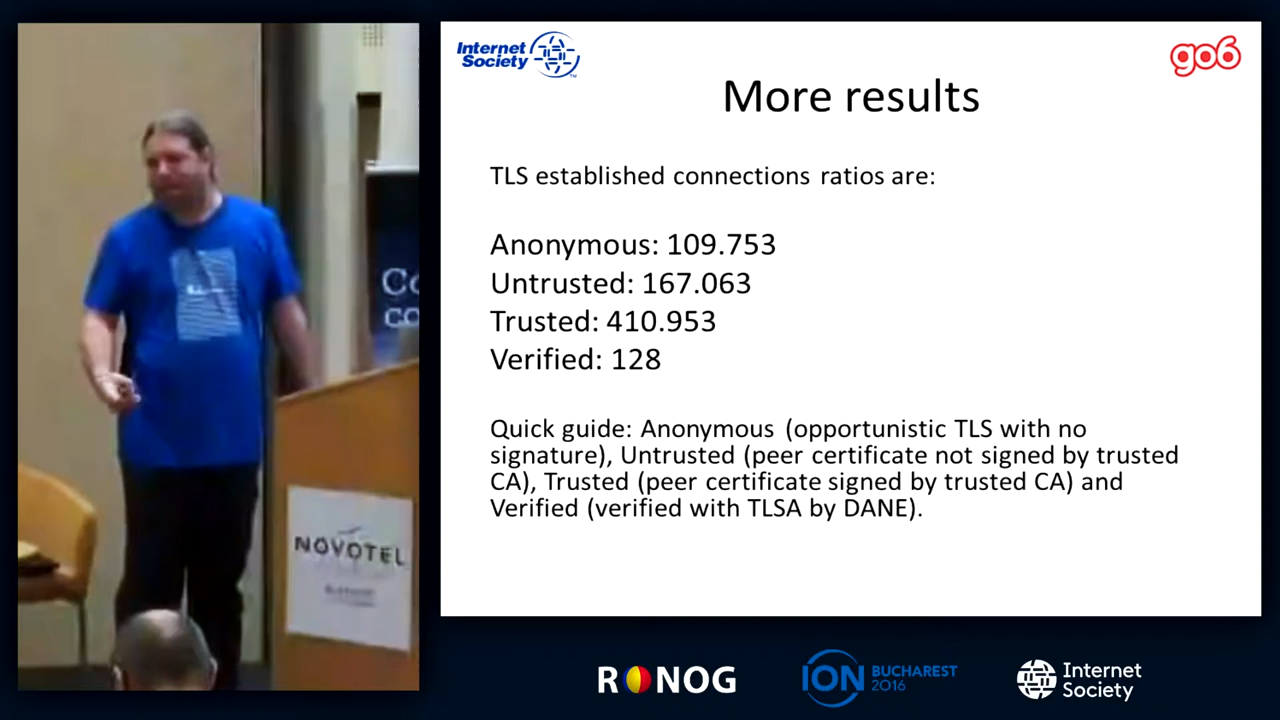 Internet
Society
go6
More results
TLS established connections ratios are:
Anonymous: 109.753
Untrusted: 167.063
Trusted: 410.953
Verified: 128
Quick guide: Anonymous (opportunistic TLS with no
signature), Untrusted (peer certificate not signed by trusted
CA), Trusted (peer certificate signed by trusted CA) and
Verified (verified with TLSA by DANE).
Co
co
NOVOTEL
RONOG
ION BUCHAREST
2016
Internet
Society